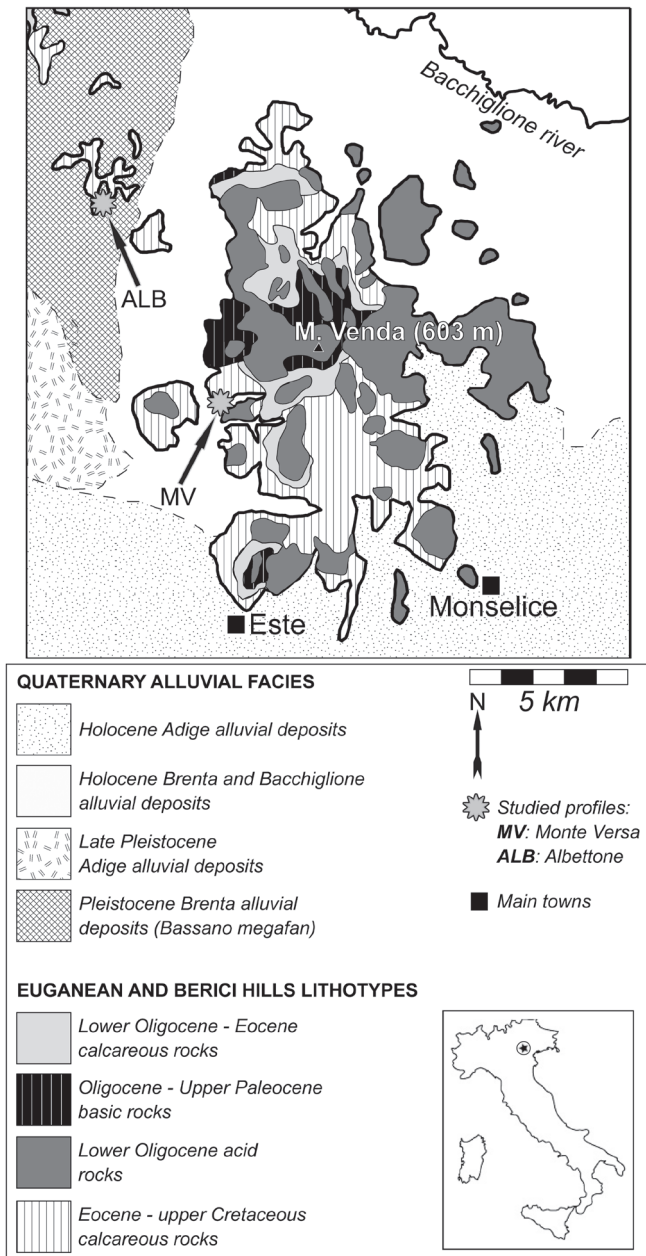 Bacchiglione river
ALB
M. Venda (603 m)
MV
Monselice
Este
QUATERNARY ALLUVIAL FACIES
Holocene Adige alluvial deposits
Holocene Brenta and Bacchiglione
alluvial deposits
Late Pleistocene
Adige alluvial deposits
Pleistocene Brenta alluvial
deposits (Bassano megafan)
5 km
N
Studied profiles:
MV: Monte Versa
ALB: Albettone
Main towns
EUGANEAN AND BERICI HILLS LITHOTYPES
Lower Oligocene - Eocene
calcareous rocks
Oligocene - Upper Paleocene
basic rocks
Lower Oligocene acid
rocks
Eocene - upper Cretaceous
calcareous rocks